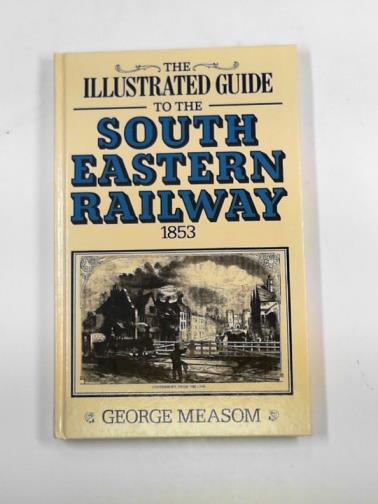 THE
ILLUSTRATED GUIDE
TO THE
SOUTH
EASTERN
RAILWAY
1853
GEORGE MEASOM